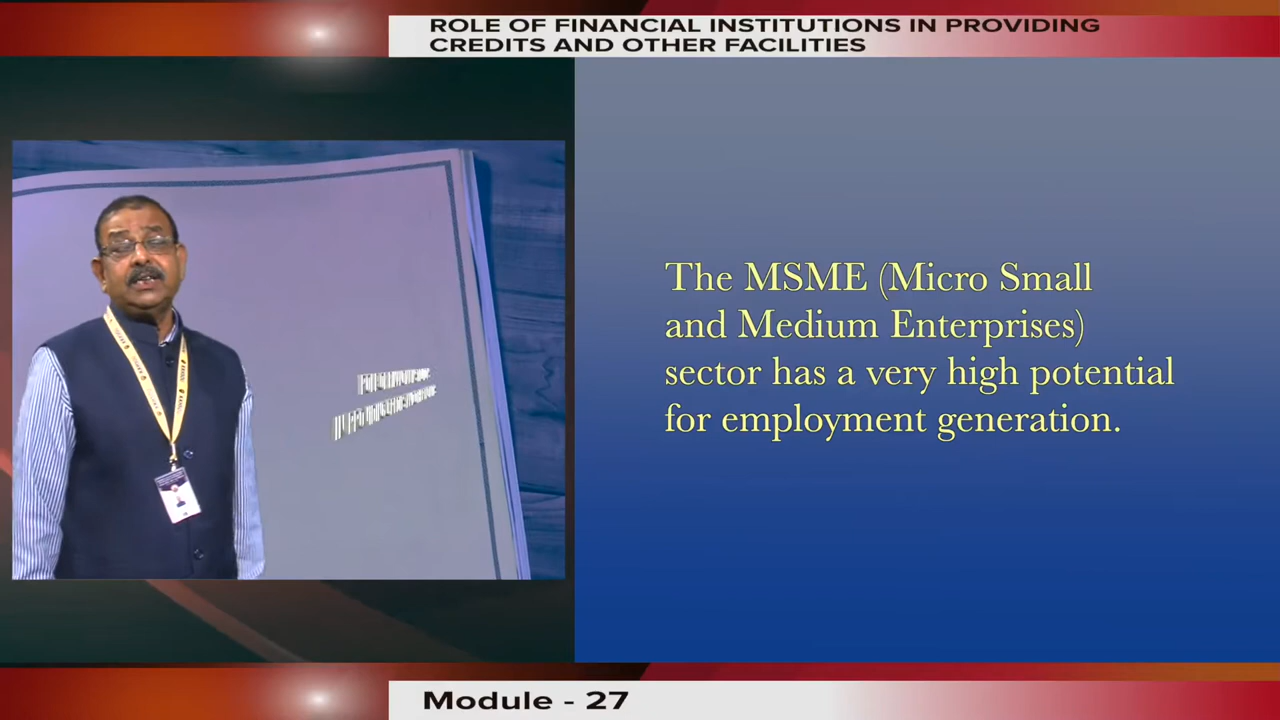 ROLE OF FINANCIAL INSTITUTIONS IN PROVIDING
CREDITS AND OTHER FACILITIES
The MSME (Micro Small
and Medium Enterprises)
sector has a very high potential
for employment generation.
Module - 27